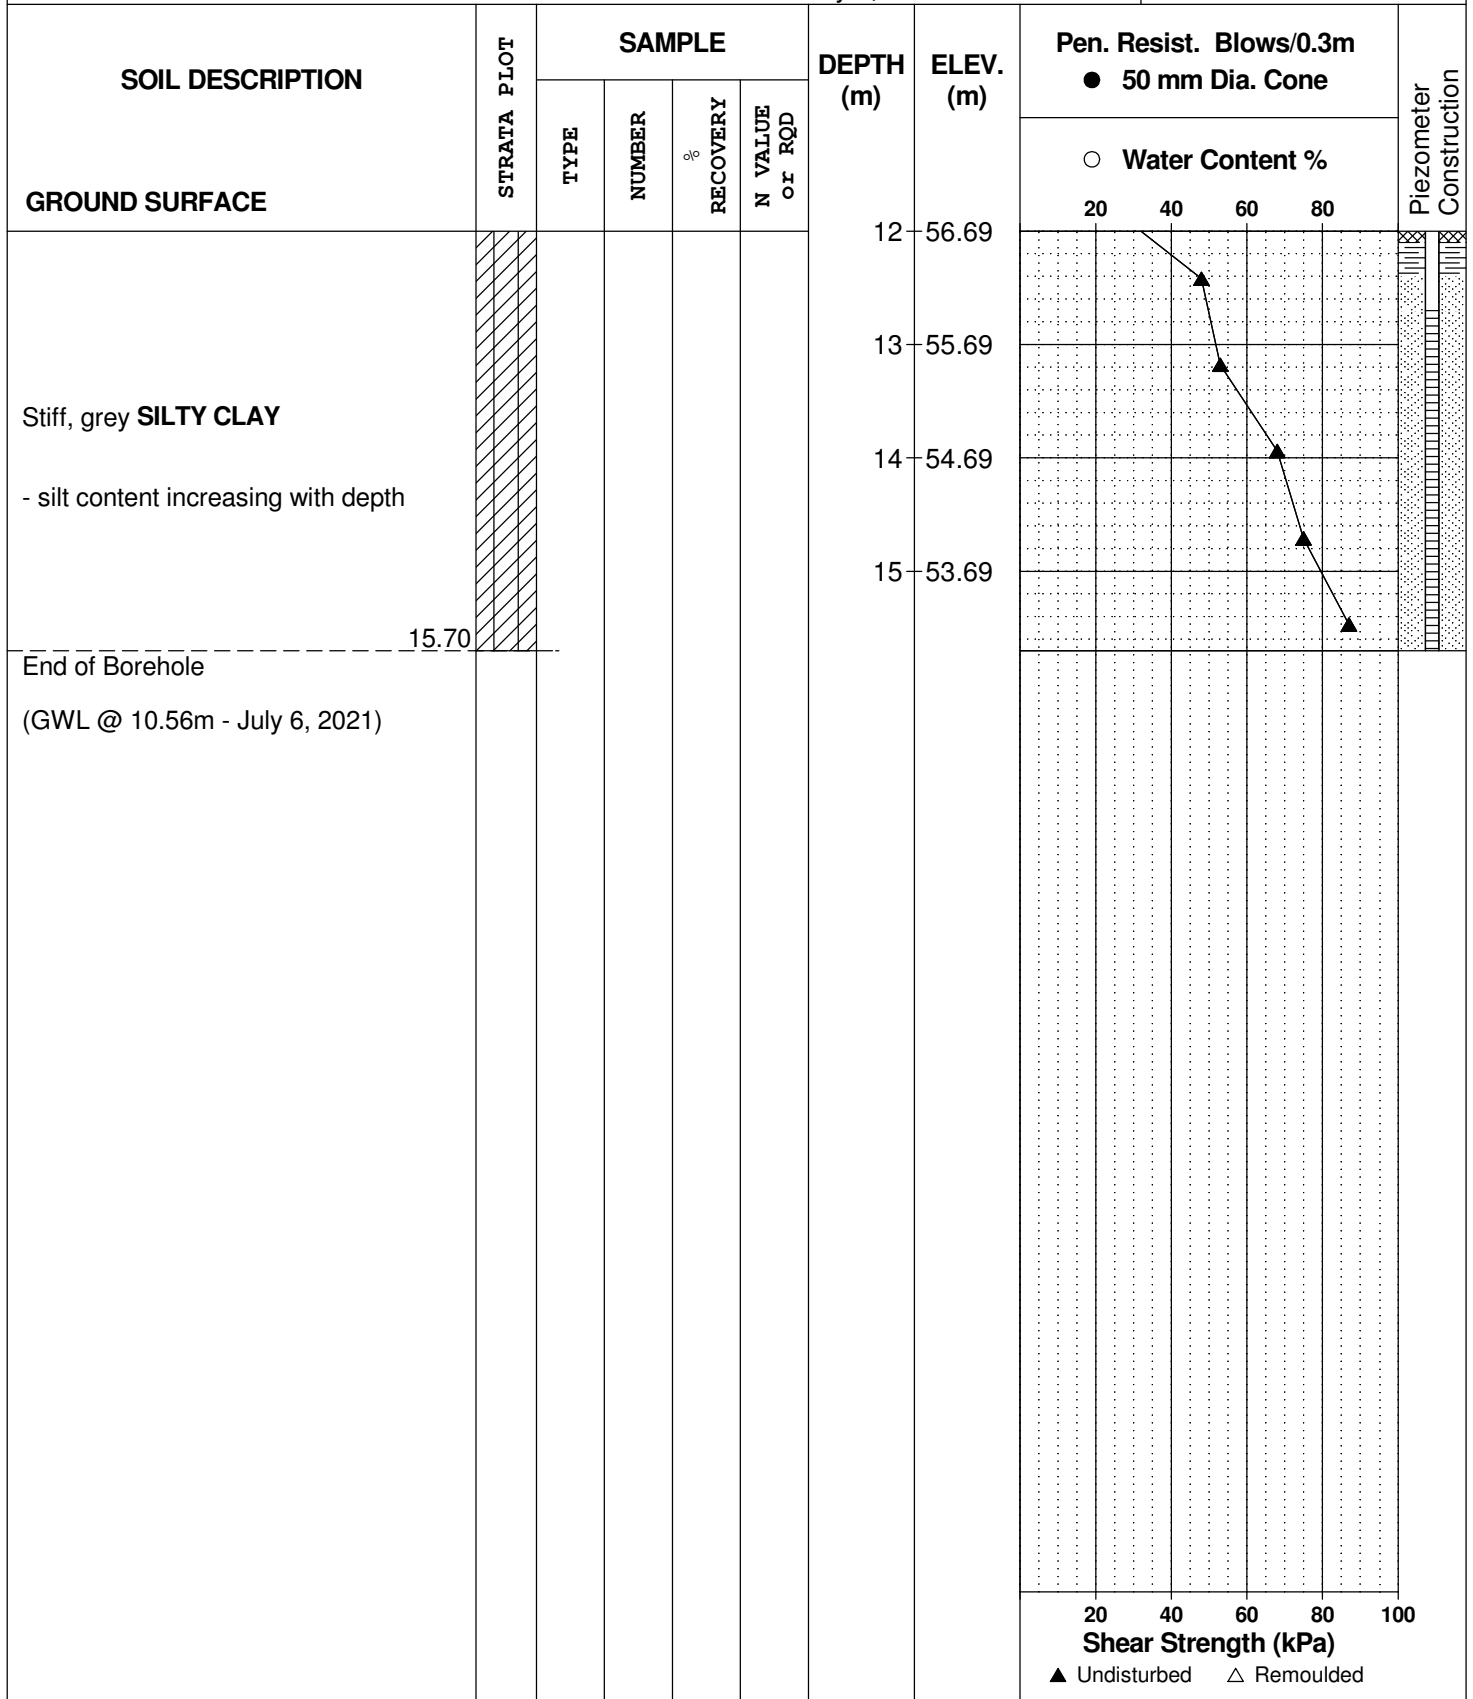 SOIL DESCRIPTION
GROUND SURFACE
STRATA PLOT
SAMPLE
TYPE
NUMBER
%
RECOVERY
N VALUE
or RQD
DEPTH
(m)
ELEV.
(m)
Pen. Resist. Blows/0.3m
● 50 mm Dia. Cone
○ Water Content %
20 40 60 80
Piezometer
Construction
12 56.69
13 55.69
Stiff, grey SILTY CLAY
14 54.69
- silt content increasing with depth
15 53.69
15.70
End of Borehole
(GWL @ 10.56m - July 6, 2021)
20 40 60 80 100
Shear Strength (kPa)
▲ Undisturbed △ Remoulded